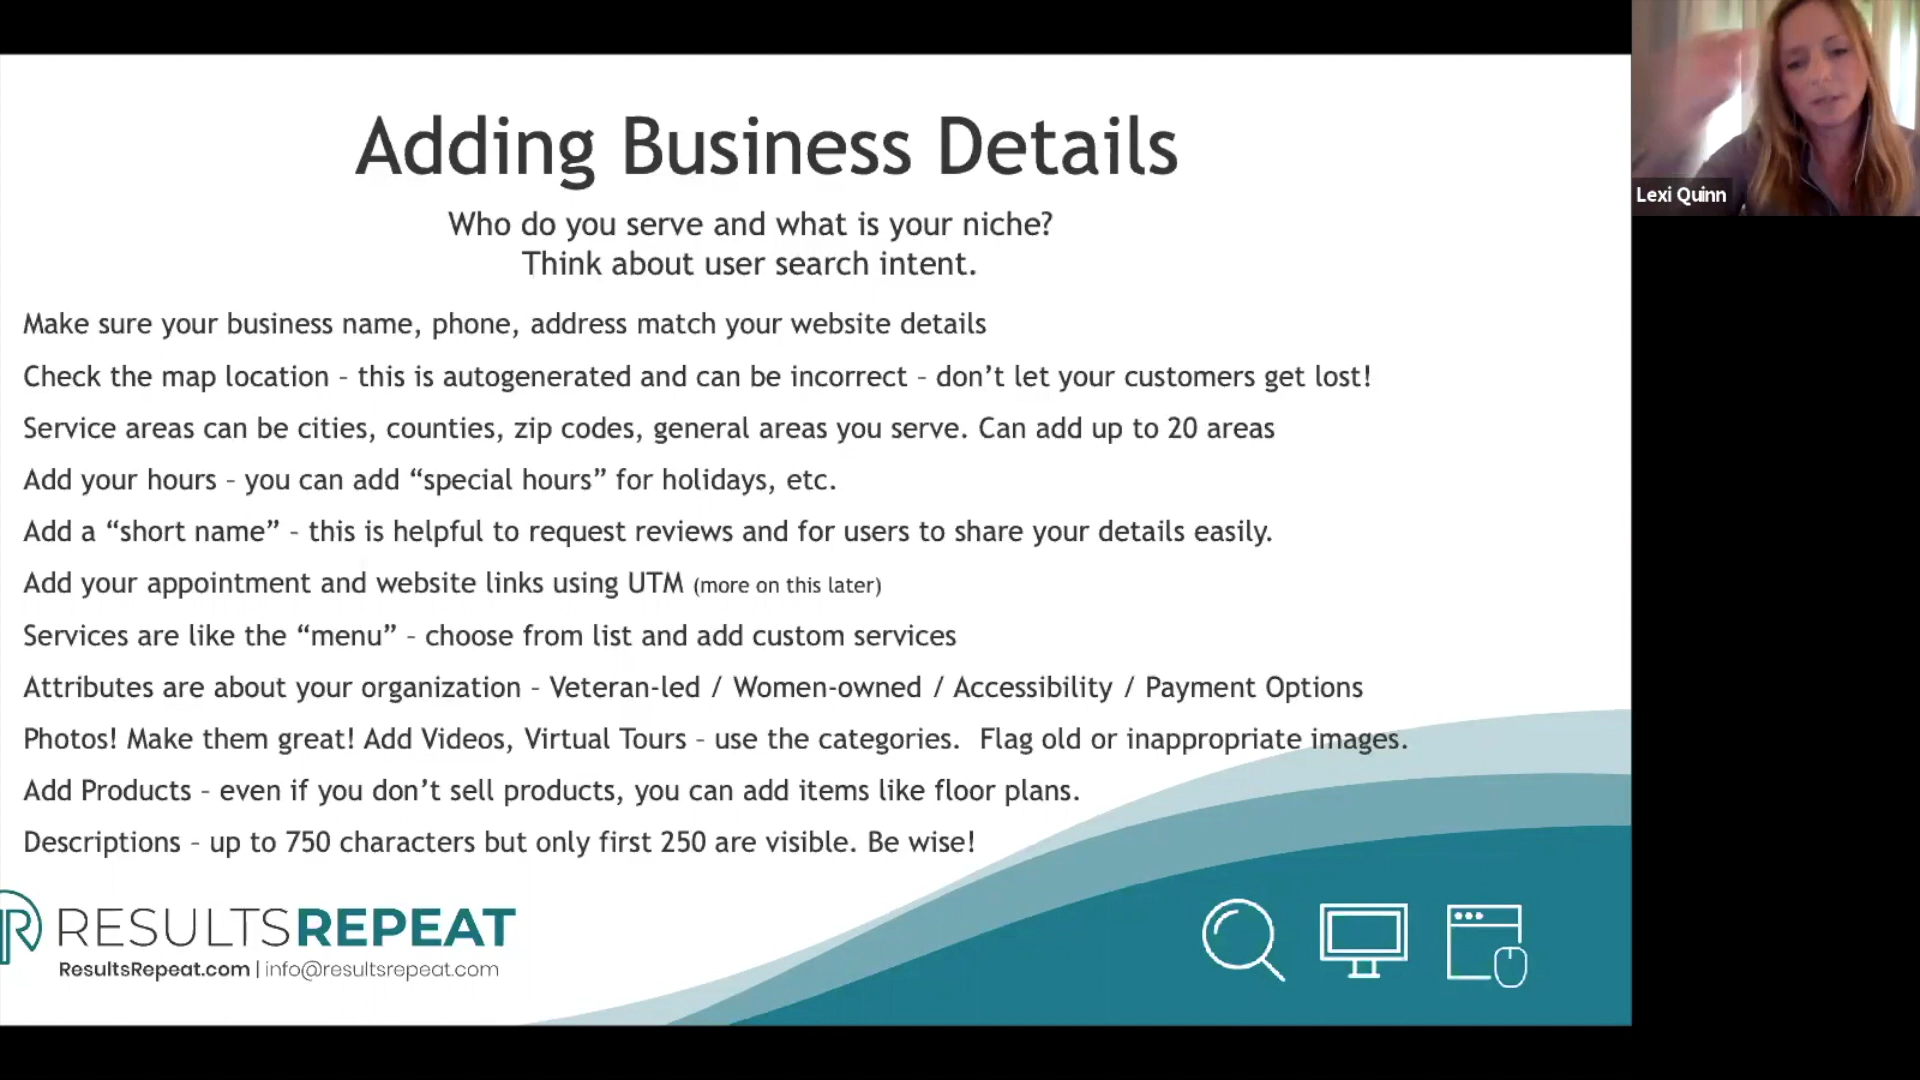 Adding Business Details
Who do you serve and what is your niche?
Think about user search intent.
Make sure your business name, phone, address match your website details
Check the map location – this is autogenerated and can be incorrect – don’t let your customers get lost!
Service areas can be cities, counties, zip codes, general areas you serve. Can add up to 20 areas
Add your hours – you can add “special hours” for holidays, etc.
Add a “short name” – this is helpful to request reviews and for users to share your details easily.
Add your appointment and website links using UTM (more on this later)
Services are like the “menu” – choose from list and add custom services
Attributes are about your organization – Veteran-led / Women-owned / Accessibility / Payment Options
Photos! Make them great! Add Videos, Virtual Tours – use the categories.  Flag old or inappropriate images.
Add Products – even if you don’t sell products, you can add items like floor plans.
Descriptions – up to 750 characters but only first 250 are visible. Be wise!
R RESULTSREPEAT
ResultsRepeat.com | info@resultsrepeat.com
Lexi Quinn